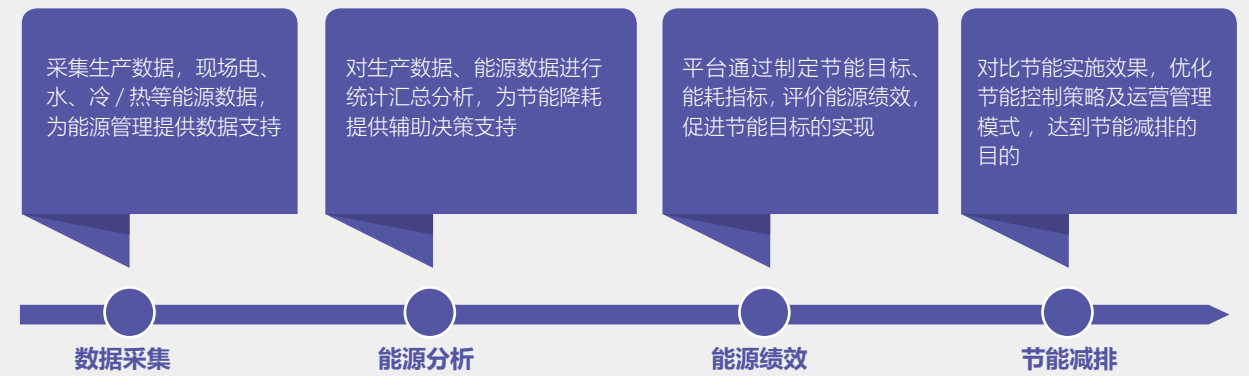 采集生产数据，现场电、
水、冷 / 热等能源数据，
为能源管理提供数据支持
对生产数据、能源数据进行
统计汇总分析，为节能降耗
提供辅助决策支持
平台通过制定节能目标、
能耗指标，评价能源绩效，
促进节能目标的实现
对比节能实施效果，优化
节能控制策略及运营管理
模式 ，达到节能减排的
目的
数据采集
能源分析
能源绩效
节能减排